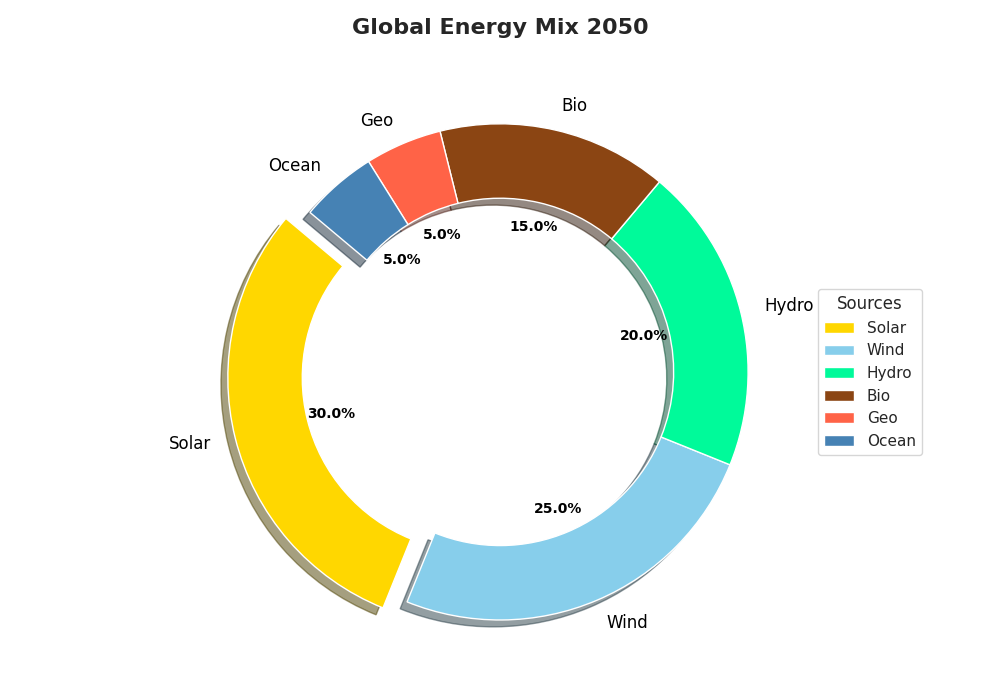 Global Energy Mix 2050
Bio
Geo
Ocean
15.0%
5.0%
5.0%
Hydro
20.0%
30.0%
Solar
25.0%
Wind
Sources
Solar
Wind
Hydro
Bio
Geo
Ocean